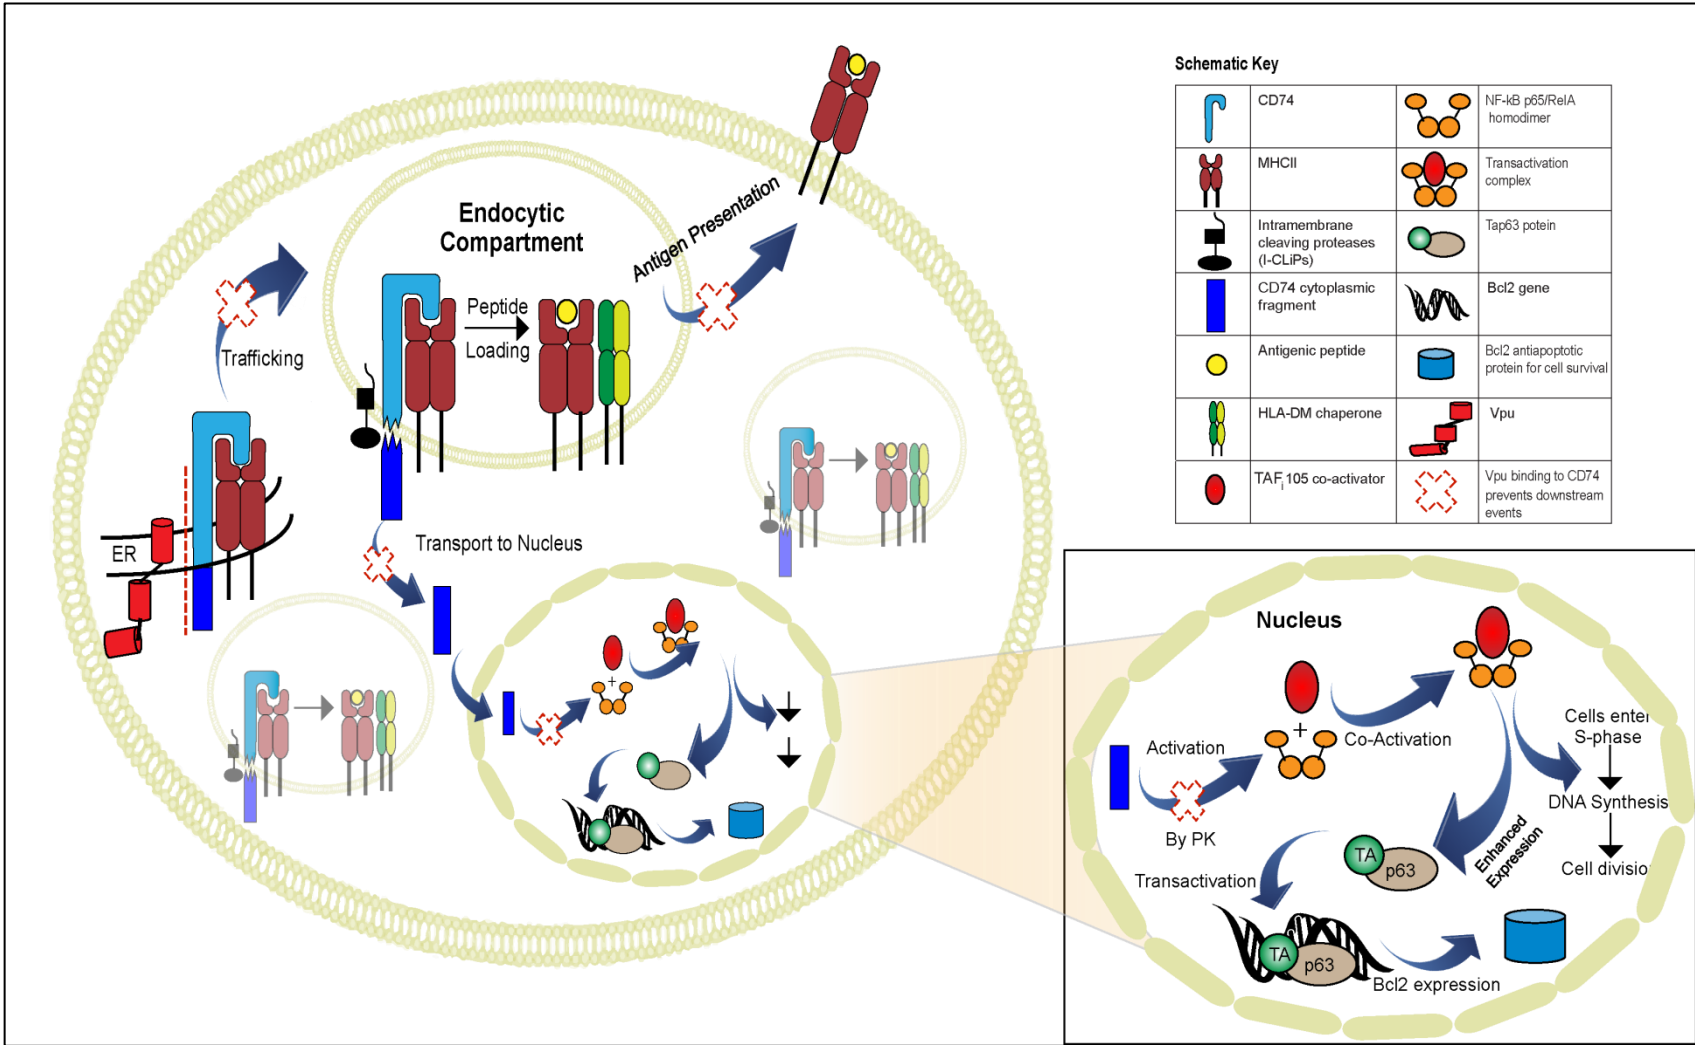 Schematic Key
CD74
NF-kB p65/RelA
homodimer
MHCII
Transactivation
complex
Intramembrane
cleaving proteases
(I-CLiPs)
Tap63 potein
CD74 cytoplasmic
fragment
Bcl2 gene
Antigenic peptide
Bcl2 antiapoptotic
protein for cell survival
HLA-DM chaperone
Vpu
TAFi105 co-activator
Vpu binding to CD74
prevents downstream
events
Endocytic
Compartment
Antigen Presentation
Peptide
Loading
Trafficking
ER
Transport to Nucleus
+
Nucleus
Activation
By PK
+
Co-Activation
Cells enter
S-phase
DNA Synthesis
Cell division
Enhanced
Expression
TA
p63
Transactivation
TA
p63
Bcl2 expression